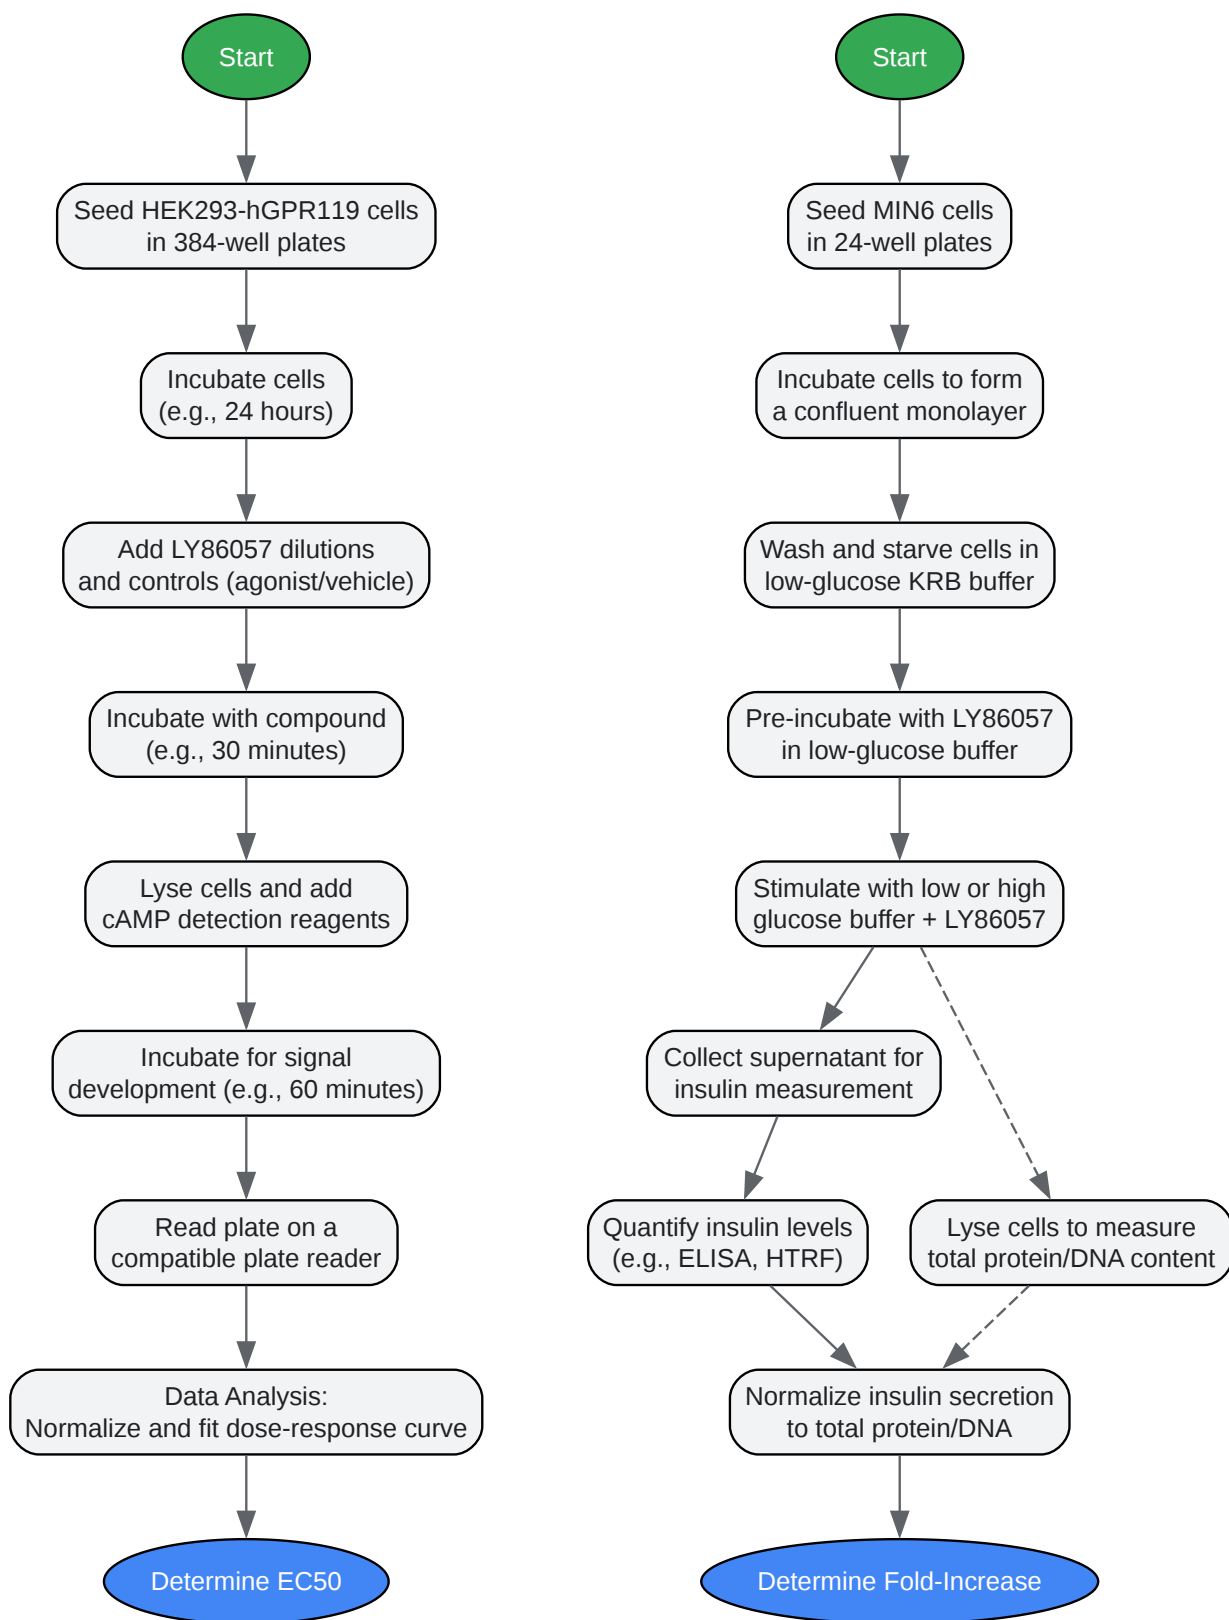 Start
Seed HEK293-hGPR119 cells
in 384-well plates
Incubate cells
(e.g., 24 hours)
Add LY86057 dilutions
and controls (agonist/vehicle)
Incubate with compound
(e.g., 30 minutes)
Lyse cells and add
cAMP detection reagents
Incubate for signal
development (e.g., 60 minutes)
Read plate on a
compatible plate reader
Data Analysis:
Normalize and fit dose-response curve
Determine EC50
Start
Seed MIN6 cells
in 24-well plates
Incubate cells to form
a confluent monolayer
Wash and starve cells in
low-glucose KRB buffer
Pre-incubate with LY86057
in low-glucose buffer
Stimulate with low or high
glucose buffer + LY86057
Collect supernatant for
insulin measurement
Quantify insulin levels
(e.g., ELISA, HTRF)
Lyse cells to measure
total protein/DNA content
Normalize insulin secretion
to total protein/DNA
Determine Fold-Increase